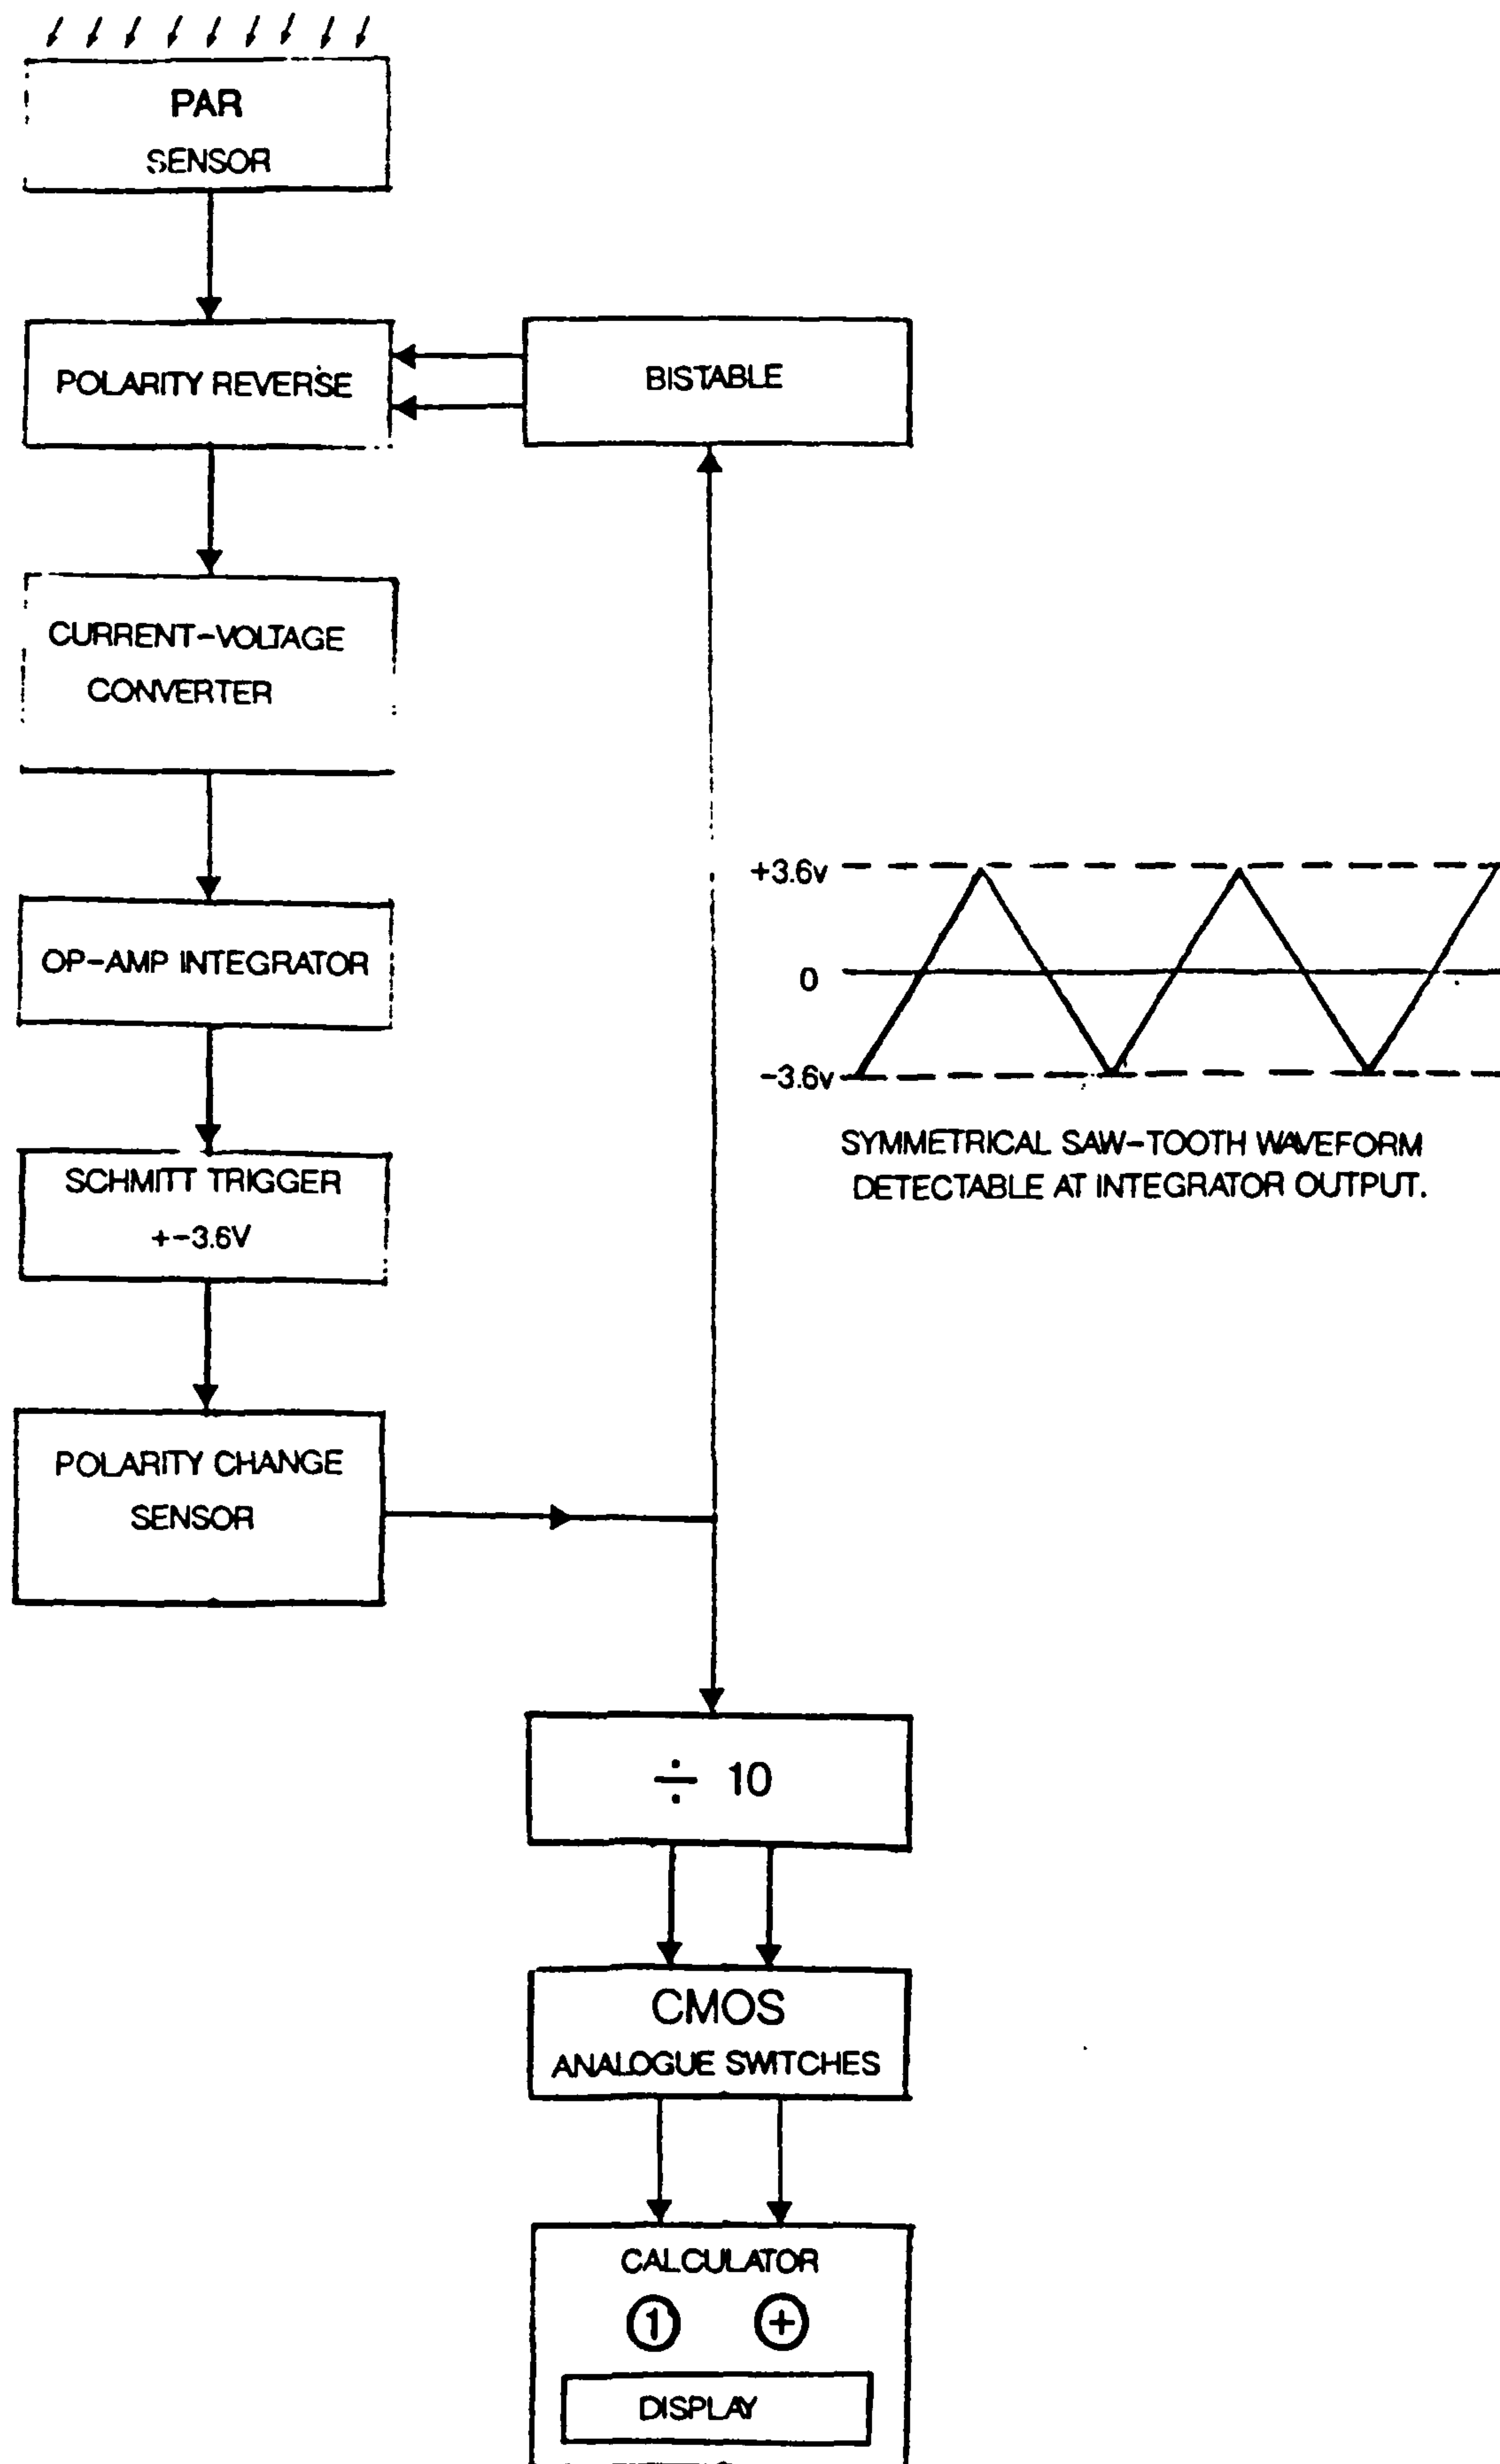 PAR
SENSOR
POLARITY REVERSE
BISTABLE
CURRENT-VOLTAGE
CONVERTER
OP-AMP INTEGRATOR
SCHMITT TRIGGER
+-3.6V
POLARITY CHANGE
SENSOR
+3.6v
0
-3.6v
SYMMETRICAL SAW-TOOTH WAVEFORM
DETECTABLE AT INTEGRATOR OUTPUT.
÷ 10
CMOS
ANALOGUE SWITCHES
CALCULATOR
1 +
DISPLAY